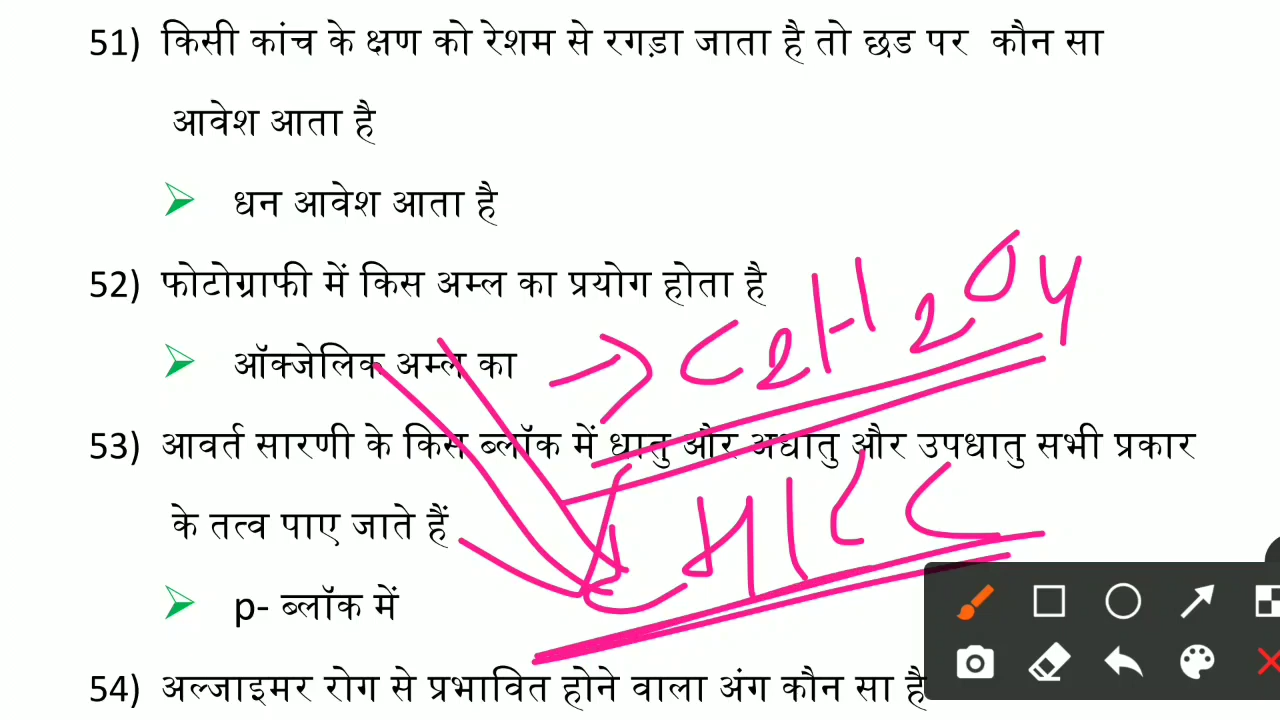 51) किसी कांच के क्षण को रेशम से रगड़ा जाता है तो छड पर कौन सा
आवेश आता है
➢ धन आवेश आता है
52) फोटोग्राफी में किस अम्ल का प्रयोग होता है
➢ ऑक्जेलिक अम्ल का → C2H2O4
53) आवर्त सारणी के किस ब्लॉक में धातु और अधातु और उपधातु सभी प्रकार
के तत्व पाए जाते हैं
➢ p- ब्लॉक में
54) अल्जाइमर रोग से प्रभावित होने वाला अंग कौन सा है